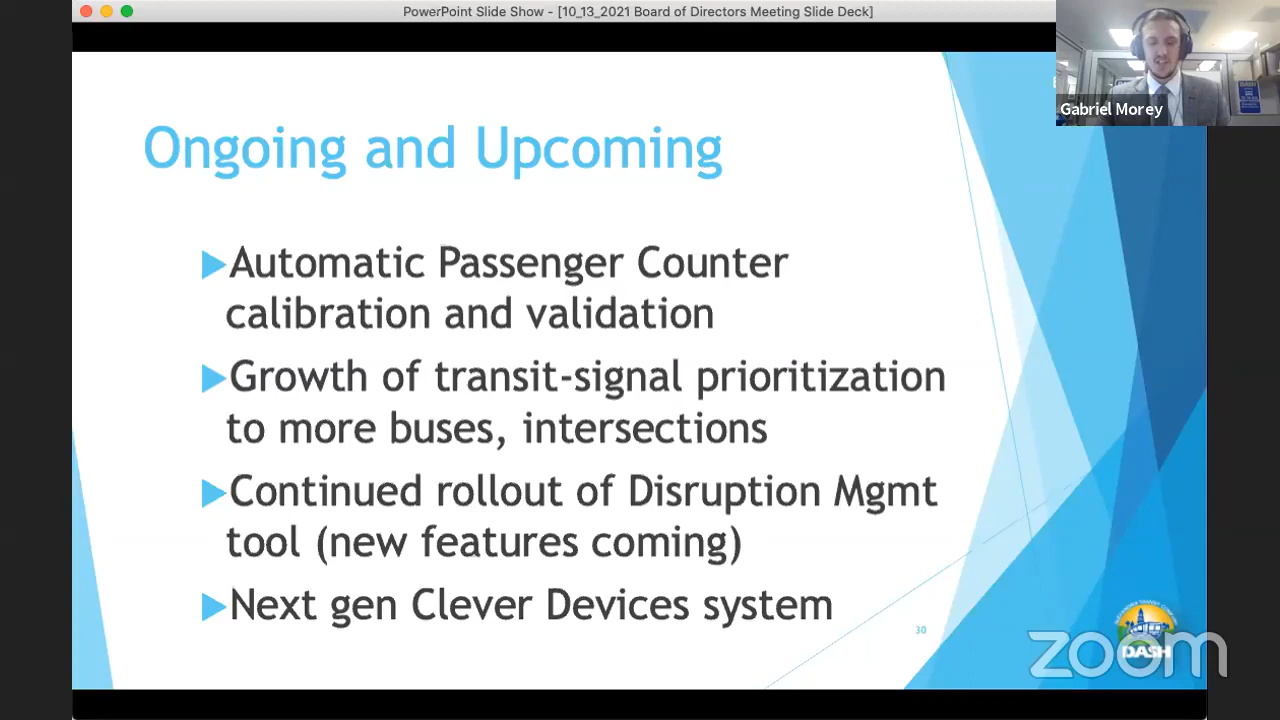 PowerPoint Slide Show - [10_13_2021 Board of Directors Meeting Slide Deck]
Gabriel Morey
Ongoing and Upcoming
Automatic Passenger Counter
calibration and validation
Growth of transit-signal prioritization
to more buses, intersections
Continued rollout of Disruption Mgmt
tool (new features coming)
Next gen Clever Devices system
30
DASH
zoom